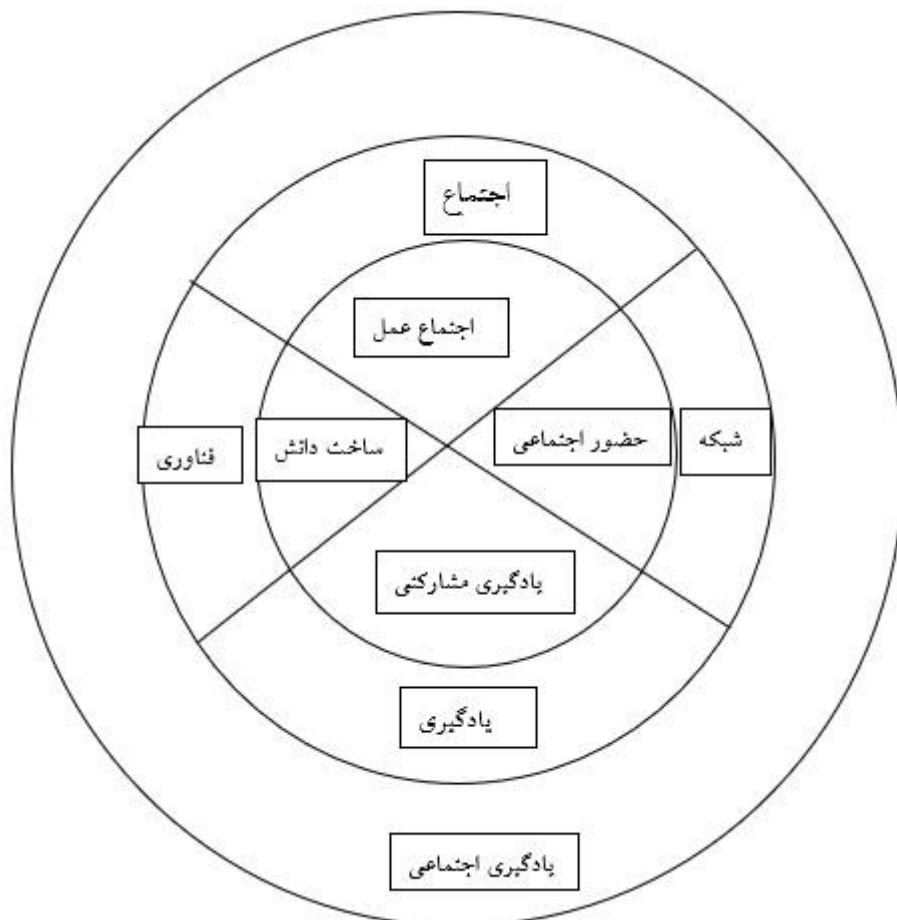 اجتماع
اجتماع عمل
شبکه
حضور اجتماعی
ساخت دانش
فناوری
یادگیری مشارکتی
یادگیری
یادگیری اجتماعی